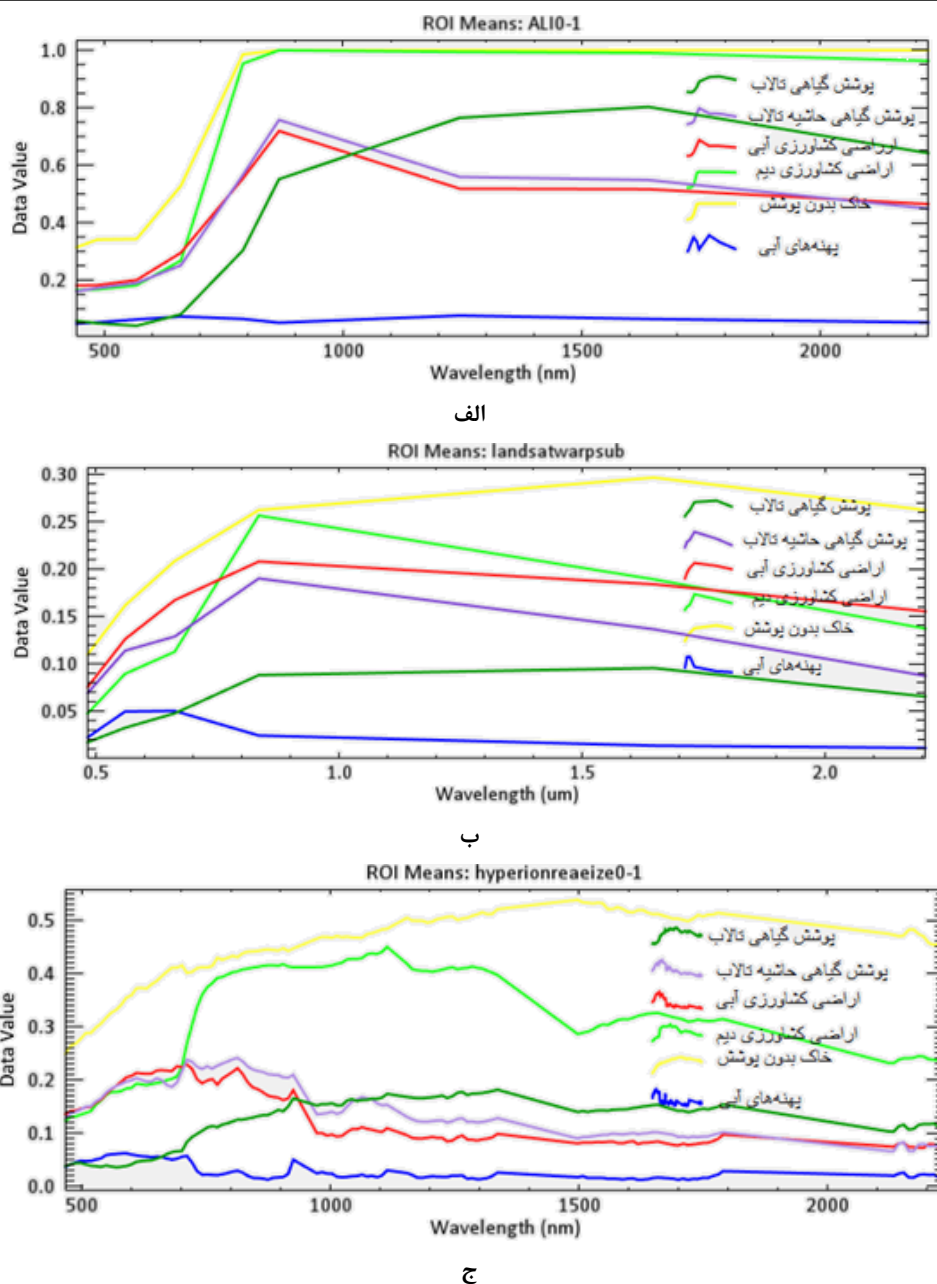 ROI Means: ALI0-1
1.0
0.8
0.6
0.4
0.2
Data Value
پوشش گیاهی تالاب
پوشش گیاهی حاشیه تالاب
اراضی کشاورزی آبی
اراضی کشاورزی دیم
خاک بدون پوشش
پهنه‌های آبی
500 1000 1500 2000
Wavelength (nm)
الف
ROI Means: landsatwarpsub
0.30
0.25
0.20
0.15
0.10
0.05
Data Value
پوشش گیاهی تالاب
پوشش گیاهی حاشیه تالاب
اراضی کشاورزی آبی
اراضی کشاورزی دیم
خاک بدون پوشش
پهنه‌های آبی
0.5 1.0 1.5 2.0
Wavelength (um)
ب
ROI Means: hyperionreaeize0-1
0.5
0.4
0.3
0.2
0.1
0.0
Data Value
پوشش گیاهی تالاب
پوشش گیاهی حاشیه تالاب
اراضی کشاورزی آبی
اراضی کشاورزی دیم
خاک بدون پوشش
پهنه‌های آبی
500 1000 1500 2000
Wavelength (nm)
ج